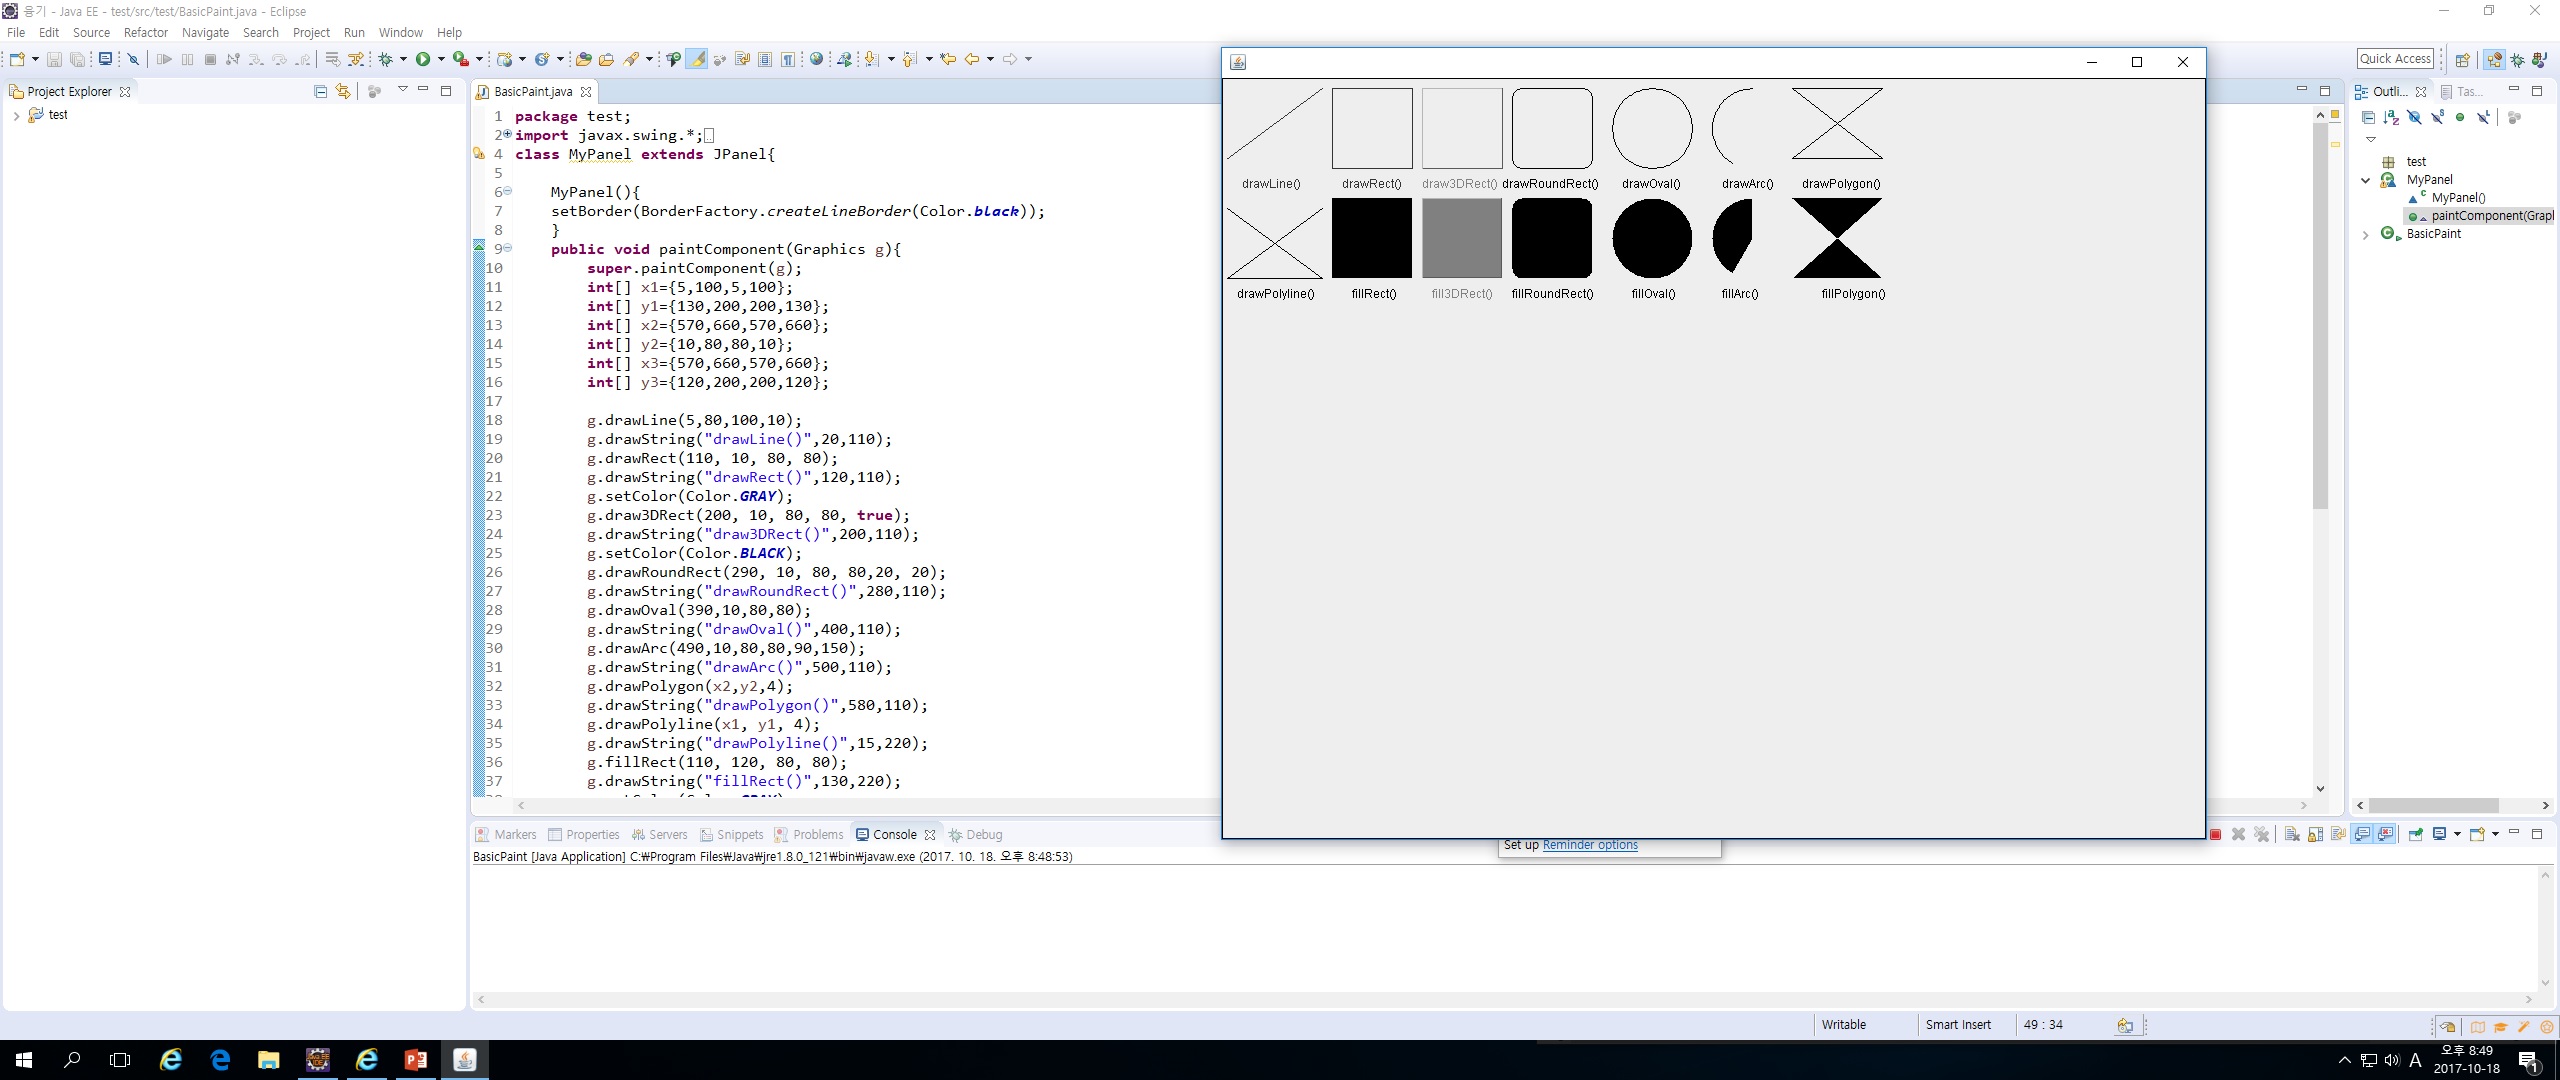 융기 - Java EE - test/src/test/BasicPaint.java - Eclipse
File Edit Source Refactor Navigate Search Project Run Window Help
Quick Access
Project Explorer
test
BasicPaint.java
1 package test;
2 import javax.swing.*;
4 class MyPanel extends JPanel{
5
6 MyPanel(){
7 setBorder(BorderFactory.createLineBorder(Color.black));
8 }
9 public void paintComponent(Graphics g){
10 super.paintComponent(g);
11 int[] x1={5,100,5,100};
12 int[] y1={130,200,200,130};
13 int[] x2={570,660,570,660};
14 int[] y2={10,80,80,10};
15 int[] x3={570,660,570,660};
16 int[] y3={120,200,200,120};
17
18 g.drawLine(5,80,100,10);
19 g.drawString("drawLine()",20,110);
20 g.drawRect(110, 10, 80, 80);
21 g.drawString("drawRect()",120,110);
22 g.setColor(Color.GRAY);
23 g.draw3DRect(200, 10, 80, 80, true);
24 g.drawString("draw3DRect()",200,110);
25 g.setColor(Color.BLACK);
26 g.drawRoundRect(290, 10, 80, 80,20, 20);
27 g.drawString("drawRoundRect()",280,110);
28 g.drawOval(390,10,80,80);
29 g.drawString("drawOval()",400,110);
30 g.drawArc(490,10,80,80,90,150);
31 g.drawString("drawArc()",500,110);
32 g.drawPolygon(x2,y2,4);
33 g.drawString("drawPolygon()",580,110);
34 g.drawPolyline(x1, y1, 4);
35 g.drawString("drawPolyline()",15,220);
36 g.fillRect(110, 120, 80, 80);
37 g.drawString("fillRect()",130,220);
drawLine() drawRect() draw3DRect() drawRoundRect() drawOval() drawArc() drawPolygon()
drawPolyline() fillRect() fill3DRect() fillRoundRect() fillOval() fillArc() fillPolygon()
Outli... Tas...
test
MyPanel
MyPanel()
paintComponent(Grapl
BasicPaint
Markers Properties Servers Snippets Problems Console Debug
BasicPaint [Java Application] C:₩Program Files₩Java₩jre1.8.0_121₩bin₩javaw.exe (2017. 10. 18. 오후 8:48:53)
Set up Reminder options
Writable Smart Insert 49 : 34
A
오후 8:49
2017-10-18
1